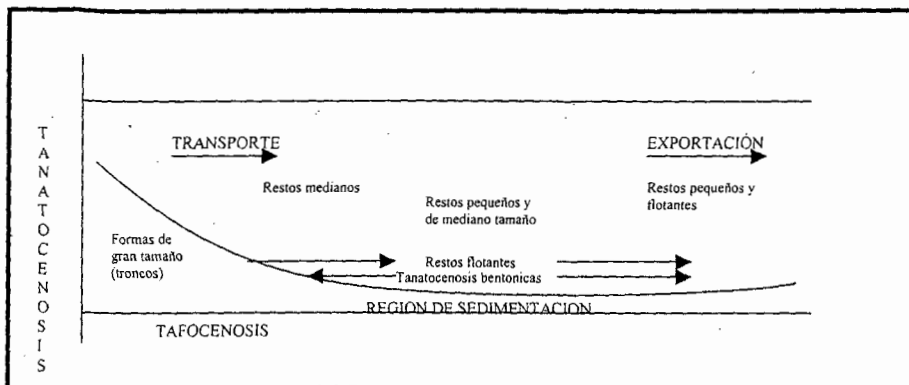 TANATOCENOSIS
TRANSPORTE
EXPORTACIÓN
Restos medianos
Restos pequeños y
flotantes
Restos pequeños y
de mediano tamaño
Formas de
gran tamaño
(troncos)
Restos flotantes
Tanatocenosis bentonicas
REGION DE SEDIMENTACION
TAFOCENOSIS